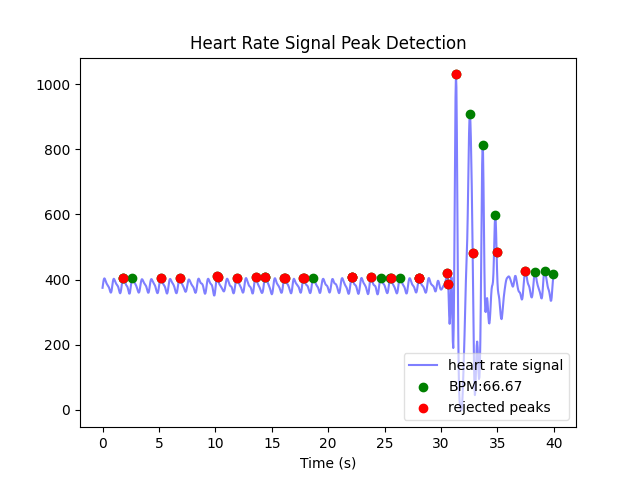 Heart Rate Signal Peak Detection
1000
800
600
400
200
0
heart rate signal
BPM:66.67
rejected peaks
0 5 10 15 20 25 30 35 40
Time (s)